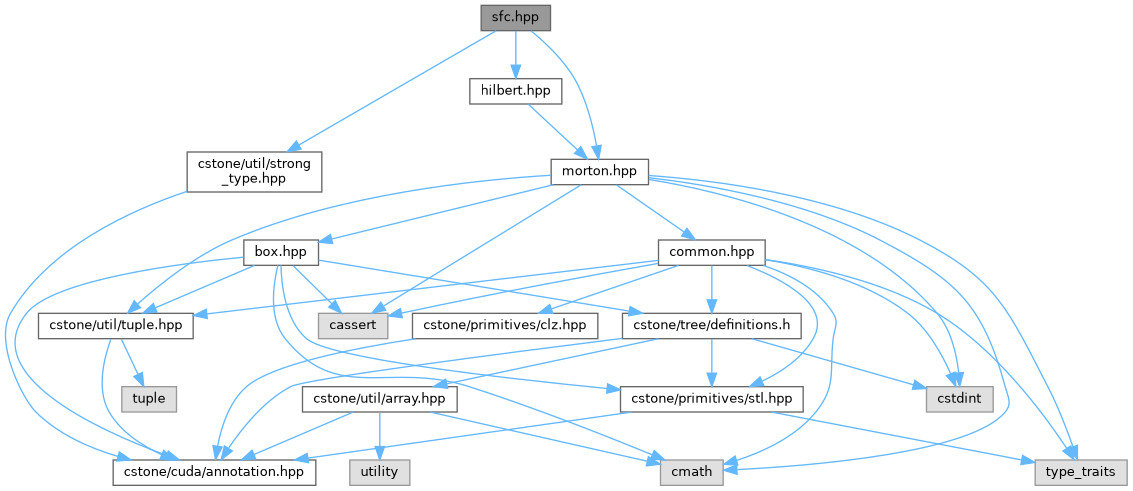 sfc.hpp
hilbert.hpp
cstone/util/strong
_type.hpp
morton.hpp
box.hpp
common.hpp
cstone/util/tuple.hpp
cassert
cstone/primitives/clz.hpp
cstone/tree/definitions.h
tuple
cstone/util/array.hpp
cstone/primitives/stl.hpp
cstdint
cstone/cuda/annotation.hpp
utility
cmath
type_traits